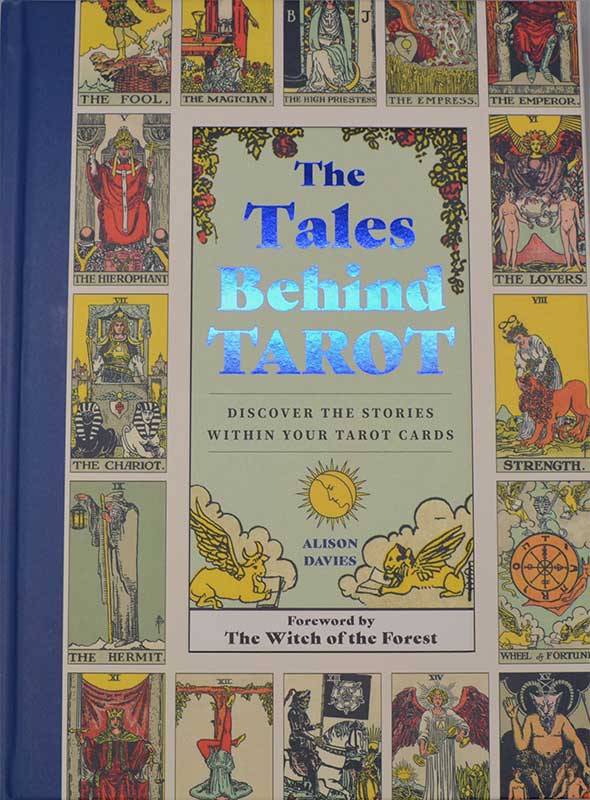 THE FOOL.
THE MAGICIAN.
B J
THE HIGH PRIESTESS
THE EMPRESS.
THE EMPEROR.
THE HIEROPHANT
VI
THE LOVERS.
VII
THE CHARIOT.
VIII
STRENGTH.
IX
THE HERMIT.
WHEEL of FORTUNE
The
Tales
Behind
TAROT
DISCOVER THE STORIES
WITHIN YOUR TAROT CARDS
ALISON
DAVIES
Foreword by
The Witch of the Forest
XI
XII
XIII
XIV
XV